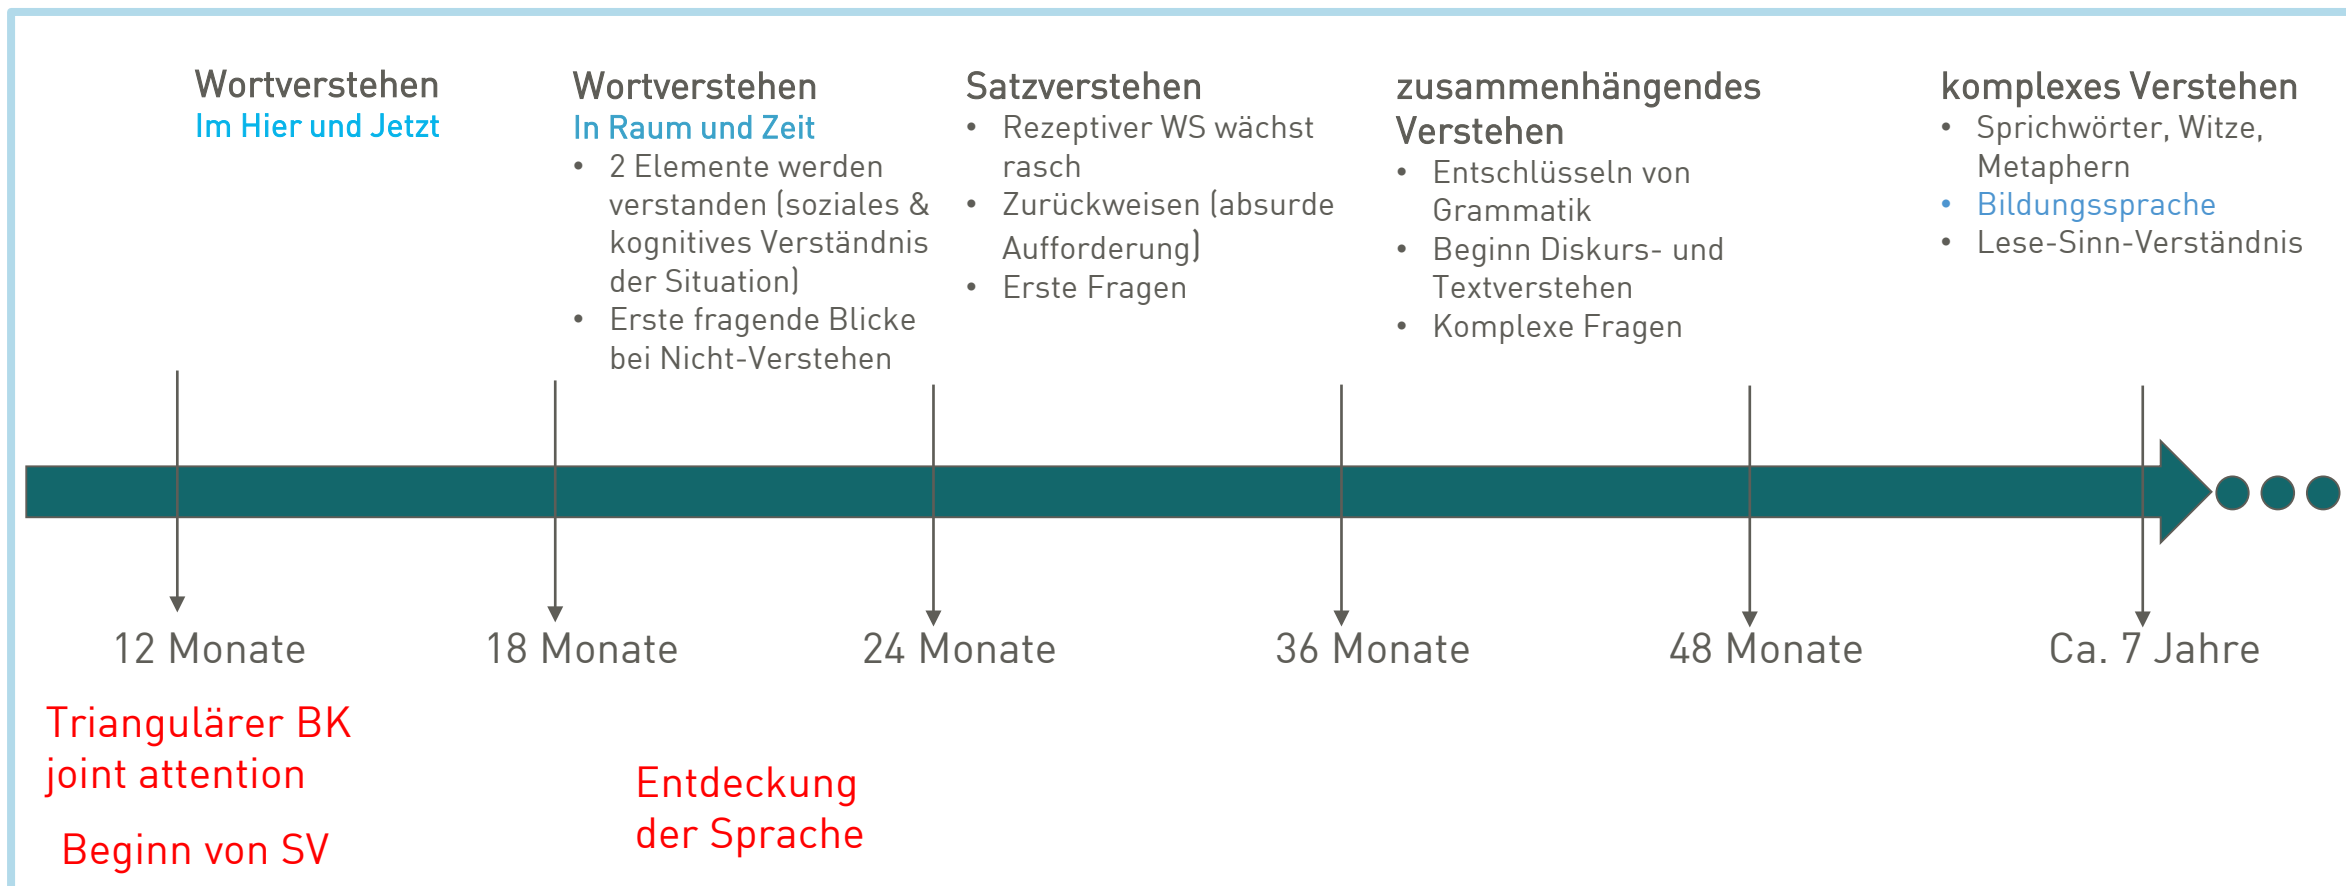 Wortverstehen
Im Hier und Jetzt
Wortverstehen
In Raum und Zeit
• 2 Elemente werden
verstanden (soziales &
kognitives Verständnis
der Situation)
• Erste fragende Blicke
bei Nicht-Verstehen
Satzverstehen
• Rezeptiver WS wächst
rasch
• Zurückweisen (absurde
Aufforderung)
• Erste Fragen
zusammenhängendes
Verstehen
• Entschlüsseln von
Grammatik
• Beginn Diskurs- und
Textverstehen
• Komplexe Fragen
komplexes Verstehen
• Sprichwörter, Witze,
Metaphern
• Bildungssprache
• Lese-Sinn-Verständnis
12 Monate
18 Monate
24 Monate
36 Monate
48 Monate
Ca. 7 Jahre
Triangulärer BK
joint attention
Beginn von SV
Entdeckung
der Sprache